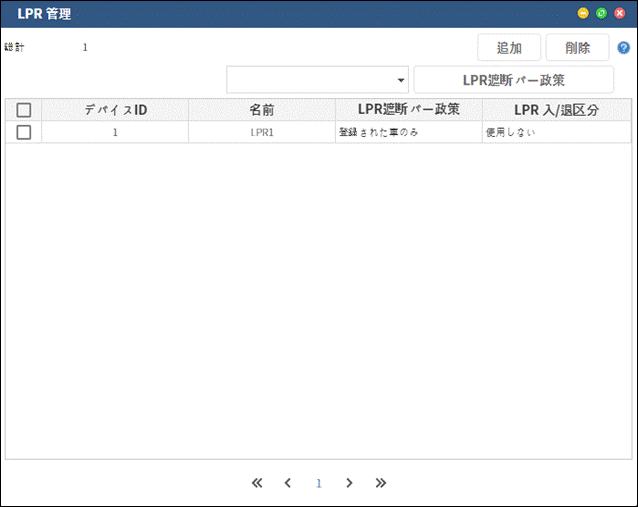 LPR 管理
総計 1 追加 削除
LPR遮断バー政策
デバイスID 名前 LPR遮断バー政策 LPR 入/退区分
1 LPR1 登録された車のみ 使用しない
1